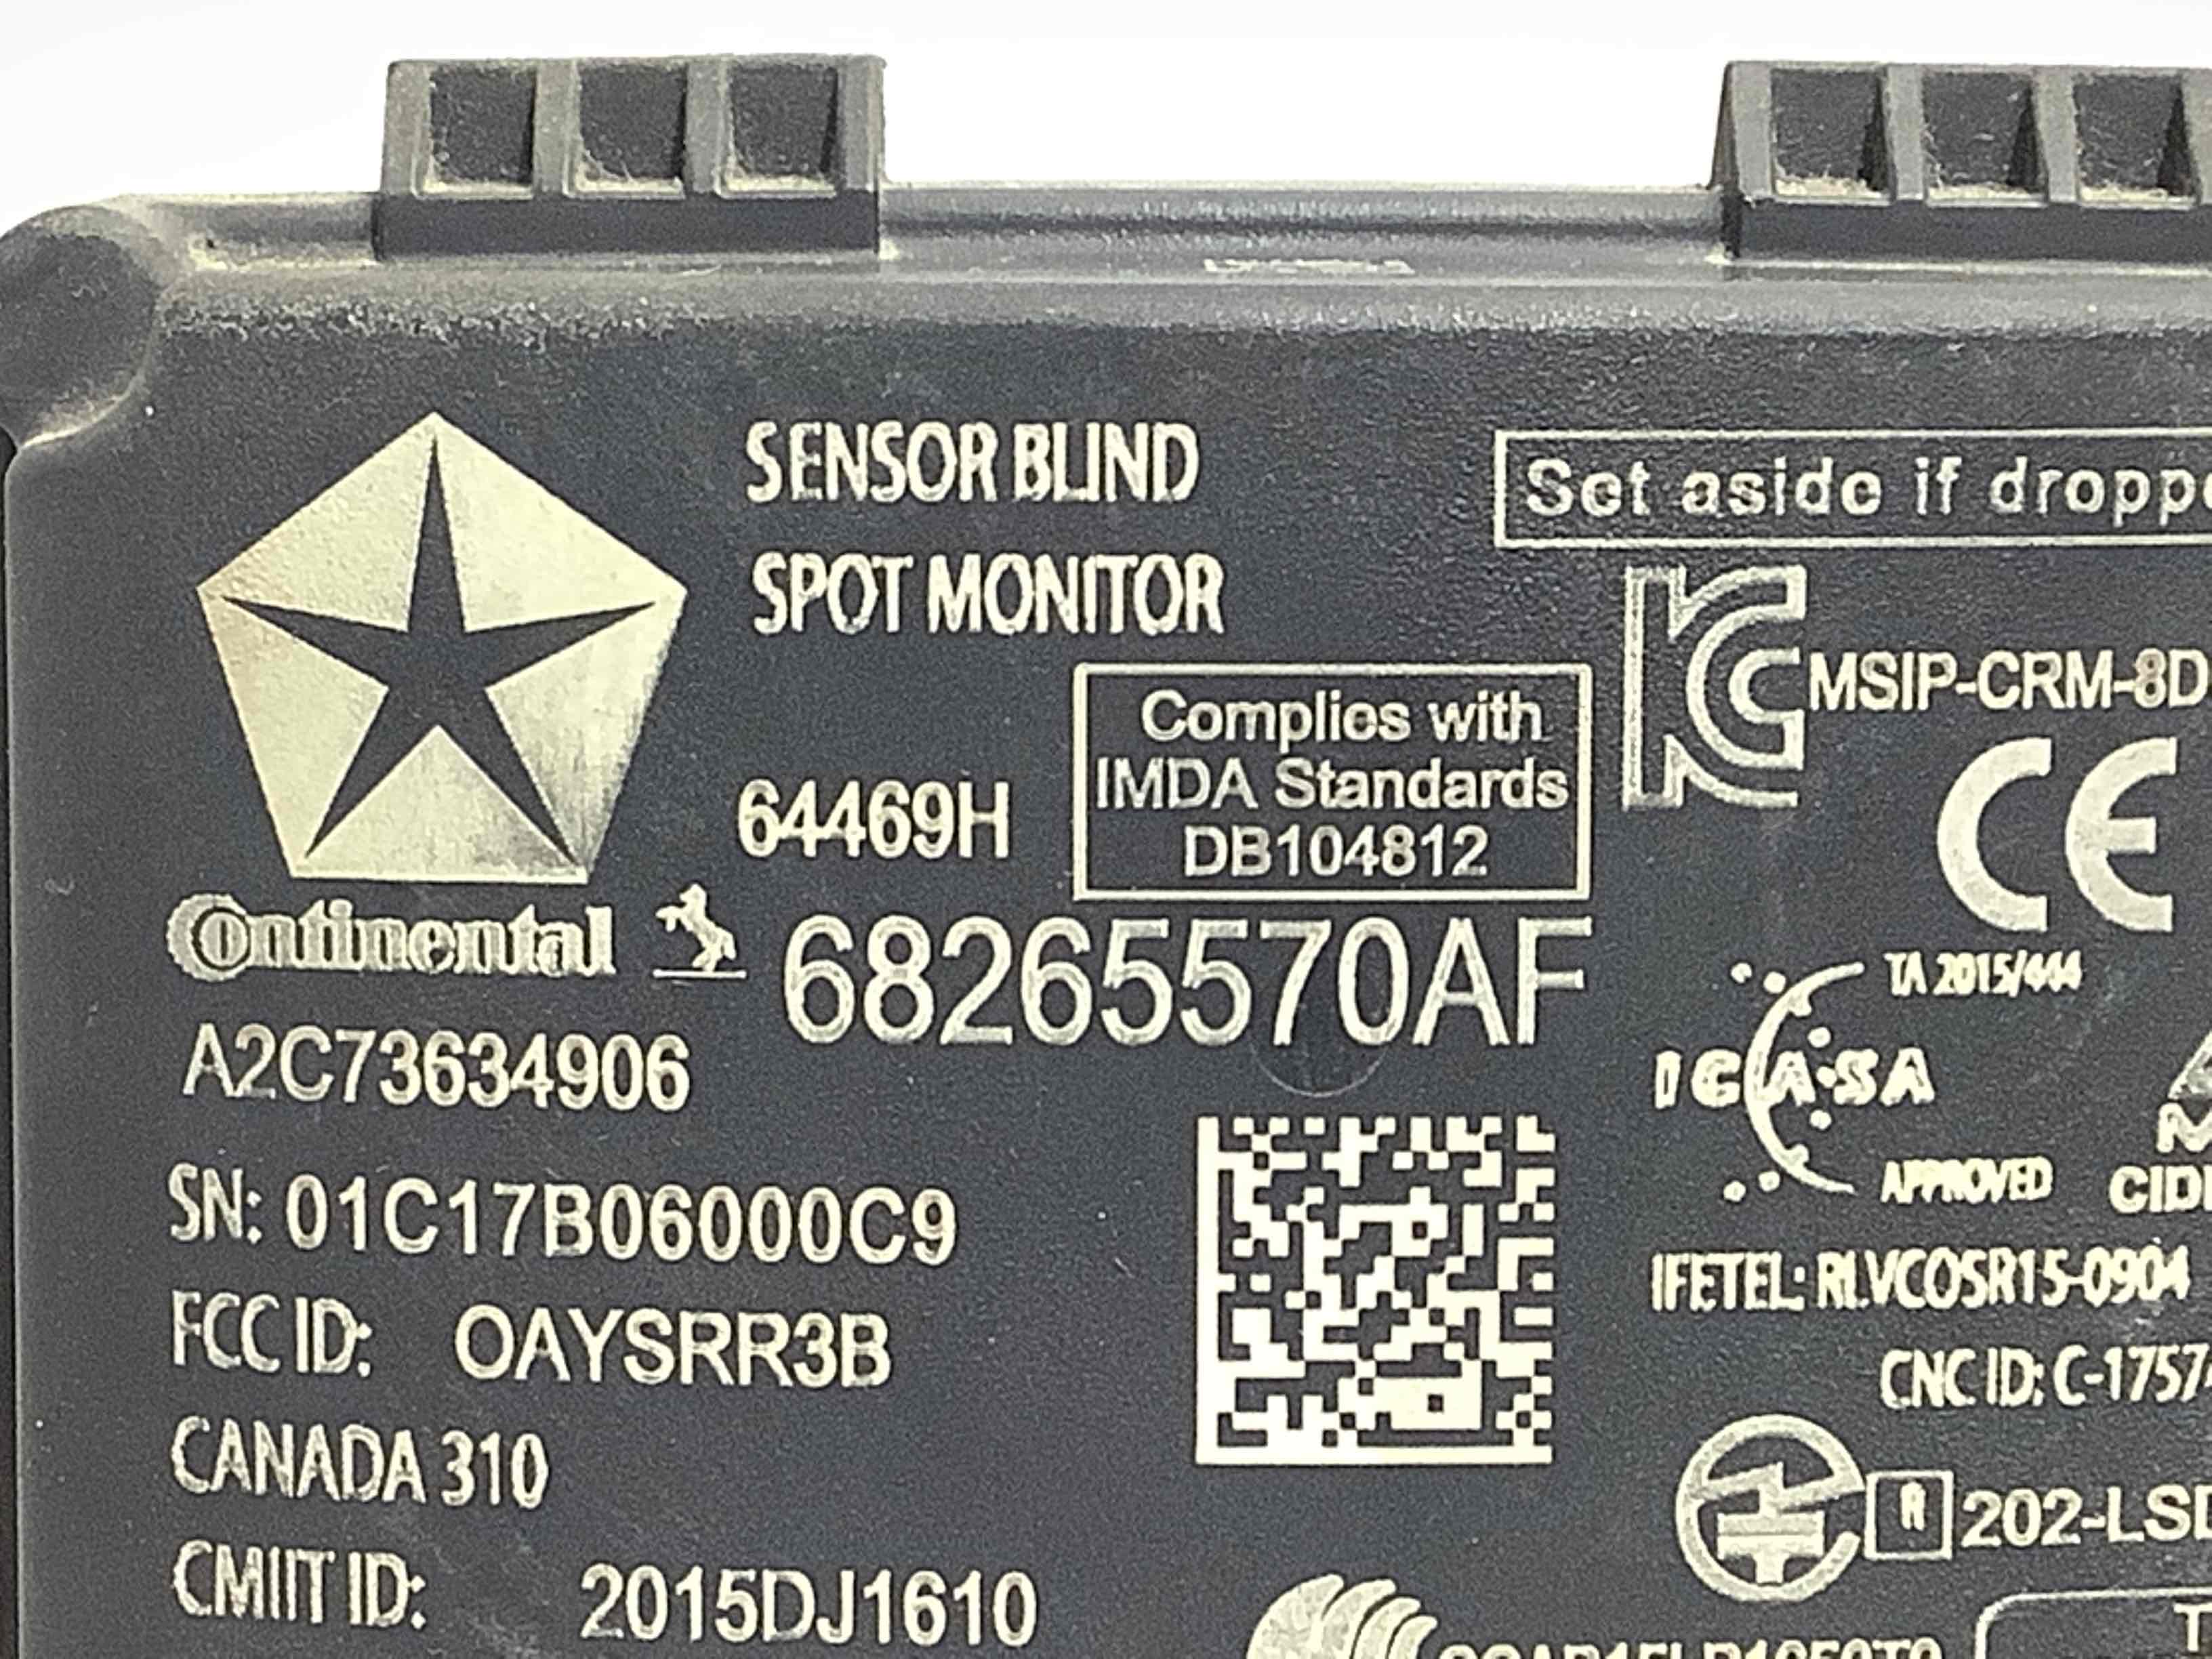 SENSOR BLIND
SPOT MONITOR
Set aside if
Complies with
IMDA Standards
DB104812
64469H
MSIP-CRM-8D
CE
Continental
68265570AF
A2C73634906
TA 2015/444
ICASA
APPROVED
SN: 01C17B06000C9
FCC ID: OAYSRR3B
CANADA 310
CMIIT ID: 2015DJ1610
IFETEL: RLVCOSR15-0904
CNC ID: C-1757
R 202-LSD